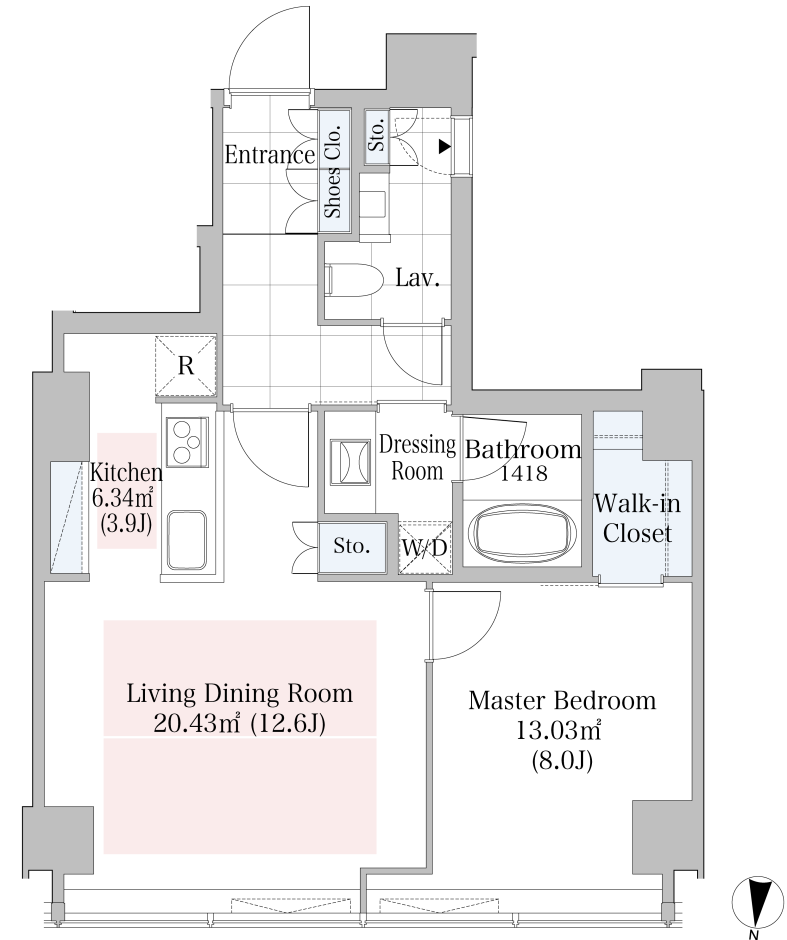 Entrance
Shoes Clo.
Sto.
Lav.
R
Kitchen
6.34㎡
(3.9J)
Dressing
Room
Bathroom
1418
Walk-in
Closet
Sto.
W/D
Living Dining Room
20.43㎡ (12.6J)
Master Bedroom
13.03㎡
(8.0J)
N